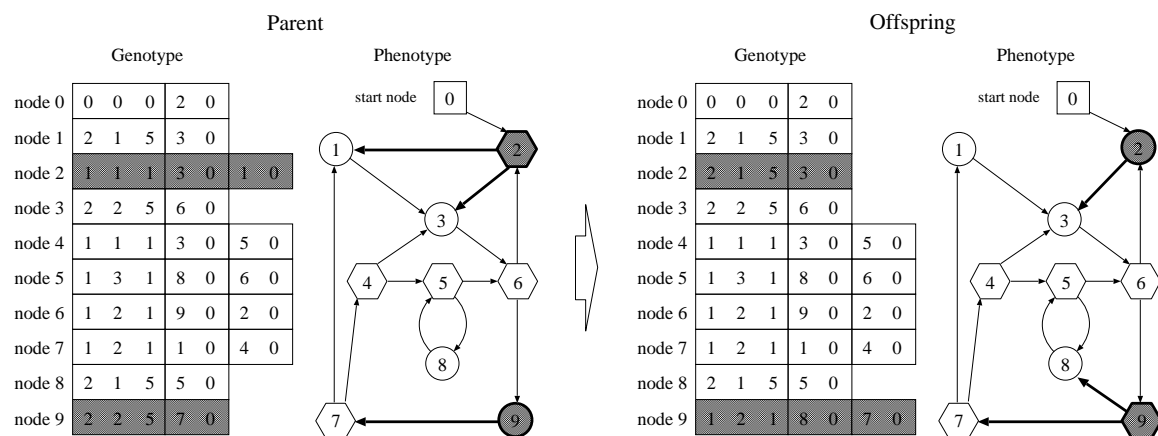 Parent
Genotype
Phenotype
node 0 0 0 0 2 0
node 1 2 1 5 3 0
node 2 1 1 1 3 0 1 0
node 3 2 2 5 6 0
node 4 1 1 1 3 0 5 0
node 5 1 3 1 8 0 6 0
node 6 1 2 1 9 0 2 0
node 7 1 2 1 1 0 4 0
node 8 2 1 5 5 0
node 9 2 2 5 7 0
start node 0
1 2
3
4 5 6
8
7 9
Offspring
Genotype
Phenotype
node 0 0 0 0 2 0
node 1 2 1 5 3 0
node 2 2 1 5 3 0
node 3 2 2 5 6 0
node 4 1 1 1 3 0 5 0
node 5 1 3 1 8 0 6 0
node 6 1 2 1 9 0 2 0
node 7 1 2 1 1 0 4 0
node 8 2 1 5 5 0
node 9 1 2 1 8 0 7 0
start node 0
1 2
3
4 5 6
8
7 9